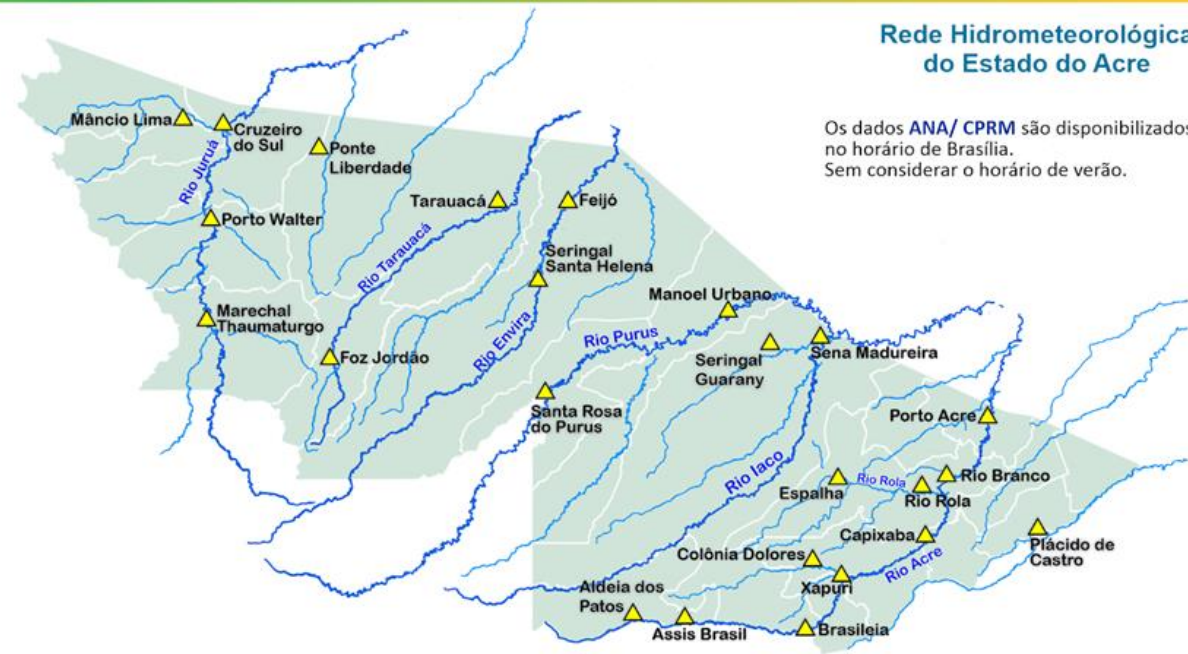 Rede Hidrometeorológica
do Estado do Acre
Os dados ANA/ CPRM são disponibilizados
no horário de Brasília.
Sem considerar o horário de verão.
Mâncio Lima
Cruzeiro
do Sul
Ponte
Liberdade
Rio Juruá
Porto Walter
Tarauacá
Feijó
Rio Tarauacá
Seringal
Santa Helena
Marechal
Thaumaturgo
Foz Jordão
Rio Envira
Manoel Urbano
Rio Purus
Seringal
Guarany
Sena Madureira
Santa Rosa
do Purus
Porto Acre
Rio Iaco
Espalha
Rio Rola
Rio Branco
Rio Rola
Capixaba
Plácido de
Castro
Colônia Dolores
Rio Acre
Xapuri
Aldeia dos
Patos
Assis Brasil
Brasileia